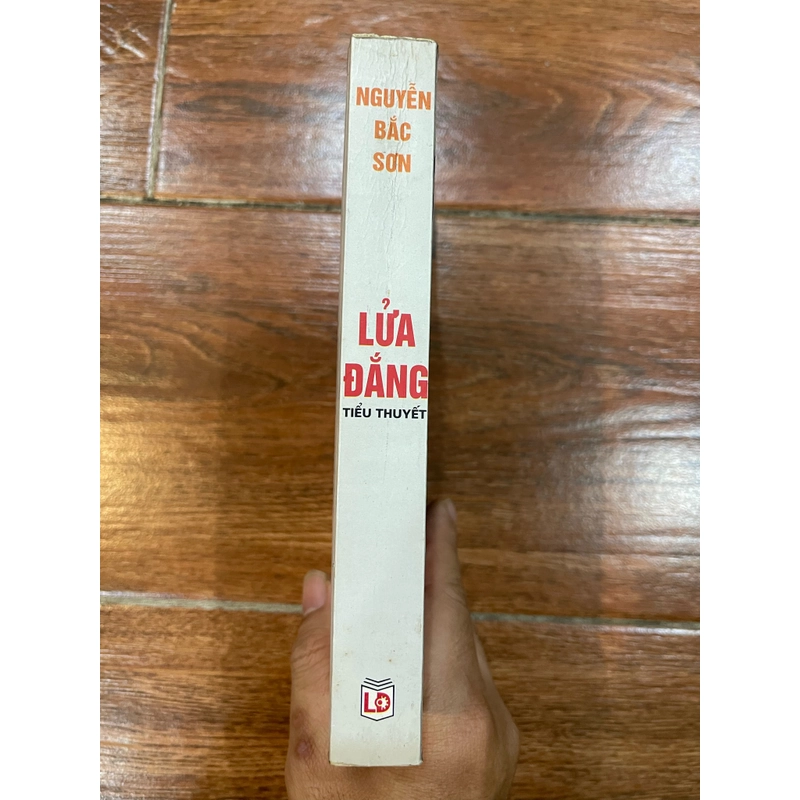 NGUYỄN
BẮC
SƠN
LỬA
ĐẮNG
TIỂU THUYẾT
LĐ